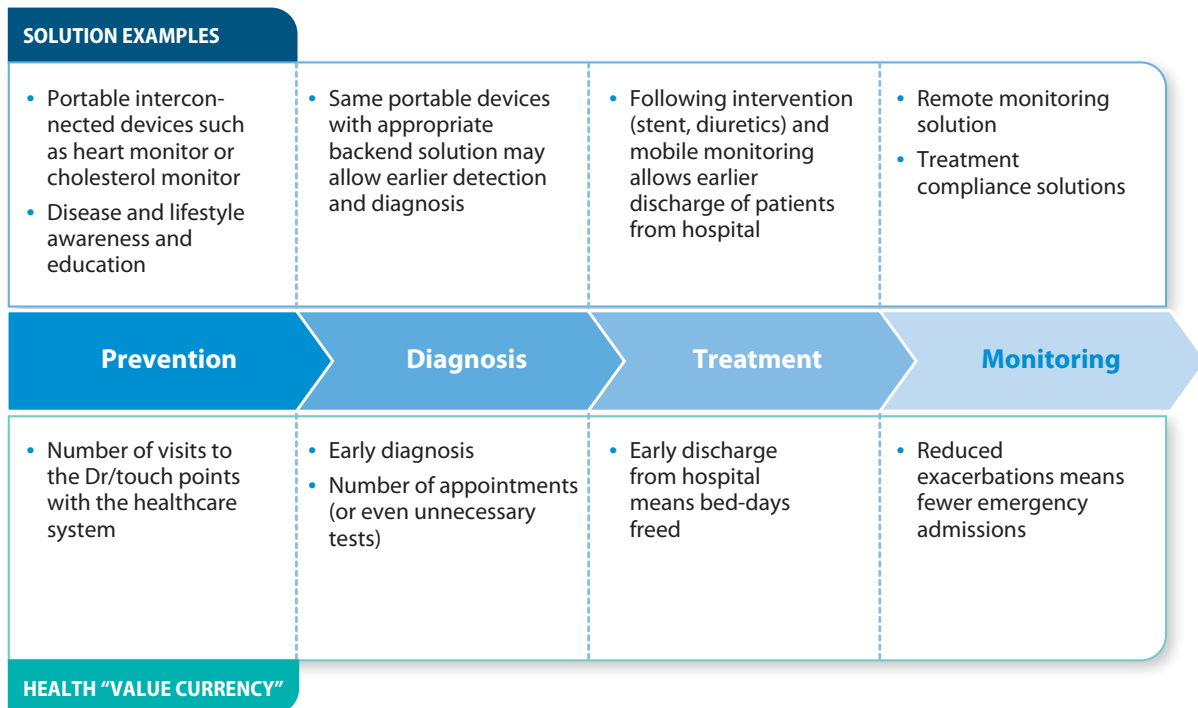 SOLUTION EXAMPLES
• Portable intercon-
nected devices such
as heart monitor or
cholesterol monitor
• Disease and lifestyle
awareness and
education
• Same portable devices
with appropriate
backend solution may
allow earlier detection
and diagnosis
• Following intervention
(stent, diuretics) and
mobile monitoring
allows earlier
discharge of patients
from hospital
• Remote monitoring
solution
• Treatment
compliance solutions
Prevention
Diagnosis
Treatment
Monitoring
• Number of visits to
the Dr/touch points
with the healthcare
system
• Early diagnosis
• Number of appointments
(or even unnecessary
tests)
• Early discharge
from hospital
means bed-days
freed
• Reduced
exacerbations means
fewer emergency
admissions
HEALTH “VALUE CURRENCY”